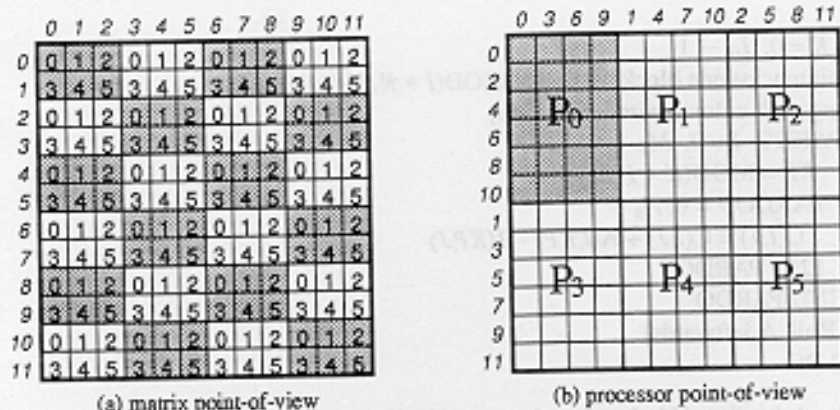 0 1 2 3 4 5 6 7 8 9 10 11
0 0 1 2 0 1 2 0 1 2 0 1 2
1 3 4 5 3 4 5 3 4 5 3 4 5
2 0 1 2 0 1 2 0 1 2 0 1 2
3 3 4 5 3 4 5 3 4 5 3 4 5
4 0 1 2 0 1 2 0 1 2 0 1 2
5 3 4 5 3 4 5 3 4 5 3 4 5
6 0 1 2 0 1 2 0 1 2 0 1 2
7 3 4 5 3 4 5 3 4 5 3 4 5
8 0 1 2 0 1 2 0 1 2 0 1 2
9 3 4 5 3 4 5 3 4 5 3 4 5
10 0 1 2 0 1 2 0 1 2 0 1 2
11 3 4 5 3 4 5 3 4 5 3 4 5
(a) matrix point-of-view
0 3 6 9 1 4 7 10 2 5 8 11
0
2
4 P0 P1 P2
6
8
10
1
3
5 P3 P4 P5
7
9
11
(b) processor point-of-view